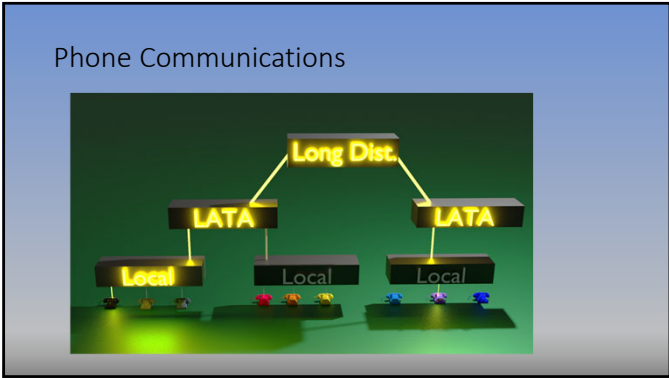 Phone Communications
Long Dist.
LATA
LATA
Local
Local
Local